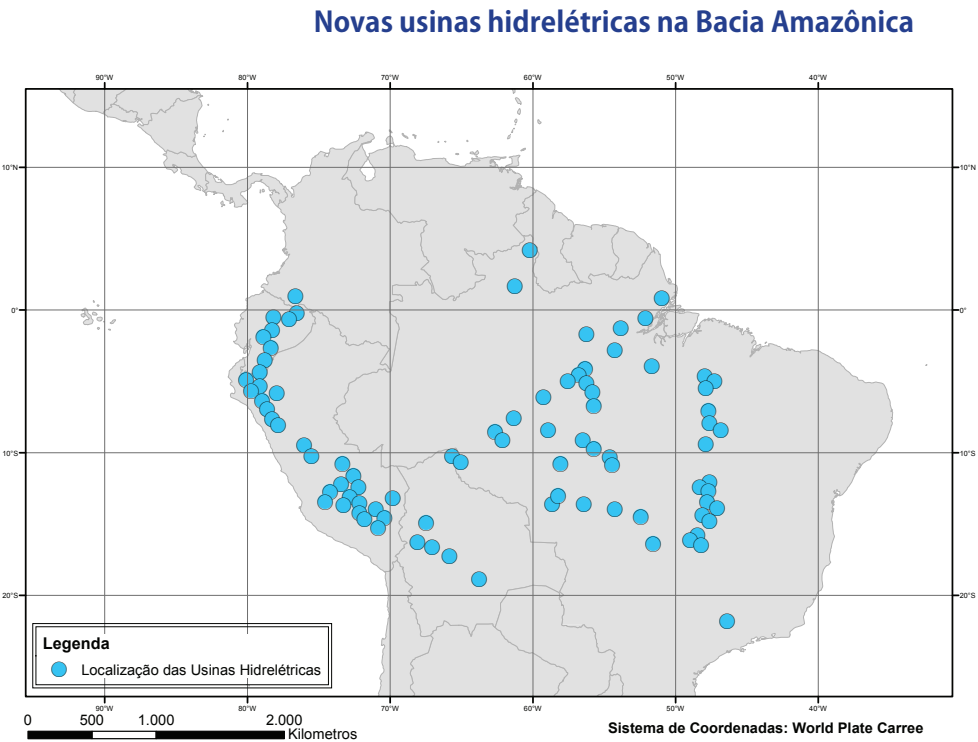 Novas usinas hidrelétricas na Bacia Amazônica
90°W 80°W 70°W 60°W 50°W 40°W
10°N 10°N
0° 0°
10°S 10°S
20°S 20°S
Legenda
Localização das Usinas Hidrelétricas
90°W 80°W 70°W 60°W 50°W 40°W
0 500 1.000 2.000
Kilometros
Sistema de Coordenadas: World Plate Carree